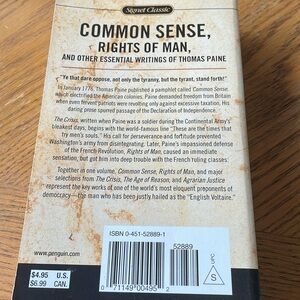 Signet Classic
COMMON SENSE,
RIGHTS OF MAN,
AND OTHER ESSENTIAL WRITINGS OF THOMAS PAINE
"Ye that dare oppose, not only the tyranny, but the tyrant, stand forth!"
In January 1776, Thomas Paine published a pamphlet called Common Sense,
which electrified the American colonies. Paine demanded freedom from Britain
when even fervent patriots were revolting only against excessive taxation. His
daring prose spurred passage of the Declaration of Independence.
The Crisis, written when Paine was a soldier during the Continental Army's
bleakest days, begins with the world-famous line "These are the times that
try men's souls." His call for perseverance and fortitude prevented
Washington's army from disintegrating. Later, Paine's impassioned defense
of the French Revolution, Rights of Man, caused an immediate
sensation, but got him into deep trouble with the French ruling classes.
Together in one volume, Common Sense, Rights of Man, and major
selections from The Crisis, The Age of Reason, and Agrarian Justice
represent the key works of one of the world's most eloquent proponents of
democracy—the man who has been justly hailed as the "English Voltaire."
ISBN 0-451-52889-1
52889
www.penguin.com
$4.95 U.S.
$6.99 CAN.
0 71149 00495 2
S